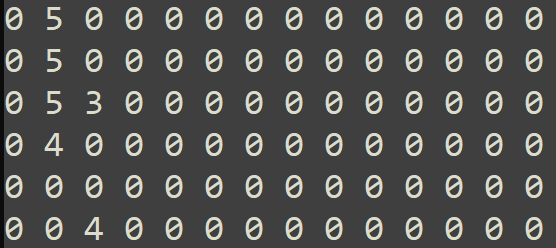 0 5 0 0 0 0 0 0 0 0 0 0 0 0
0 5 0 0 0 0 0 0 0 0 0 0 0 0
0 5 3 0 0 0 0 0 0 0 0 0 0 0
0 4 0 0 0 0 0 0 0 0 0 0 0 0
0 0 0 0 0 0 0 0 0 0 0 0 0 0
0 0 4 0 0 0 0 0 0 0 0 0 0 0